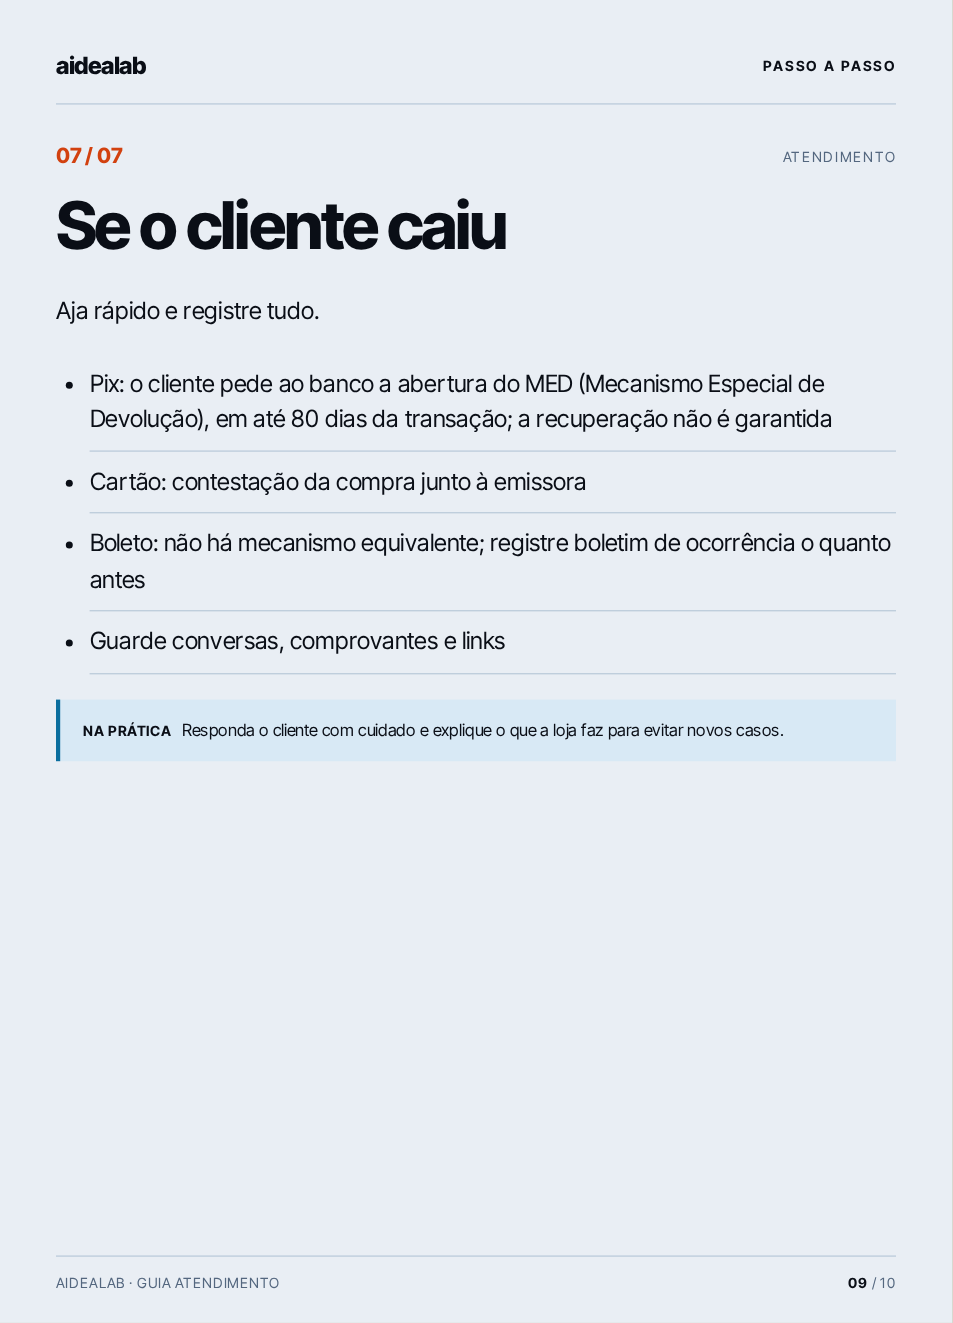 aidealab
PASSO A PASSO
07 / 07
ATENDIMENTO
Se o cliente caiu
Aja rápido e registre tudo.
• Pix: o cliente pede ao banco a abertura do MED (Mecanismo Especial de
Devolução), em até 80 dias da transação; a recuperação não é garantida
• Cartão: contestação da compra junto à emissora
• Boleto: não há mecanismo equivalente; registre boletim de ocorrência o quanto
antes
• Guarde conversas, comprovantes e links
NA PRÁTICA Responda o cliente com cuidado e explique o que a loja faz para evitar novos casos.
AIDEALAB · GUIA ATENDIMENTO
09 / 10